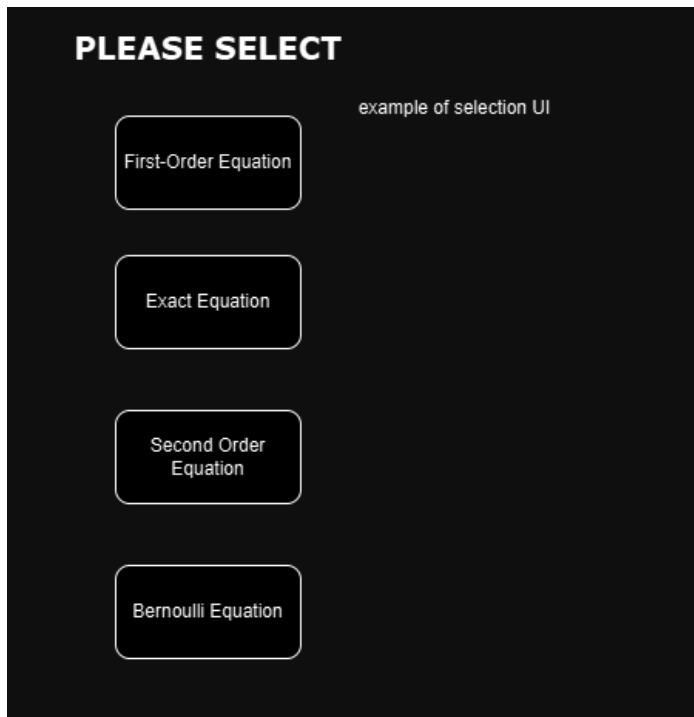 PLEASE SELECT
example of selection UI
First-Order Equation
Exact Equation
Second Order
Equation
Bernoulli Equation